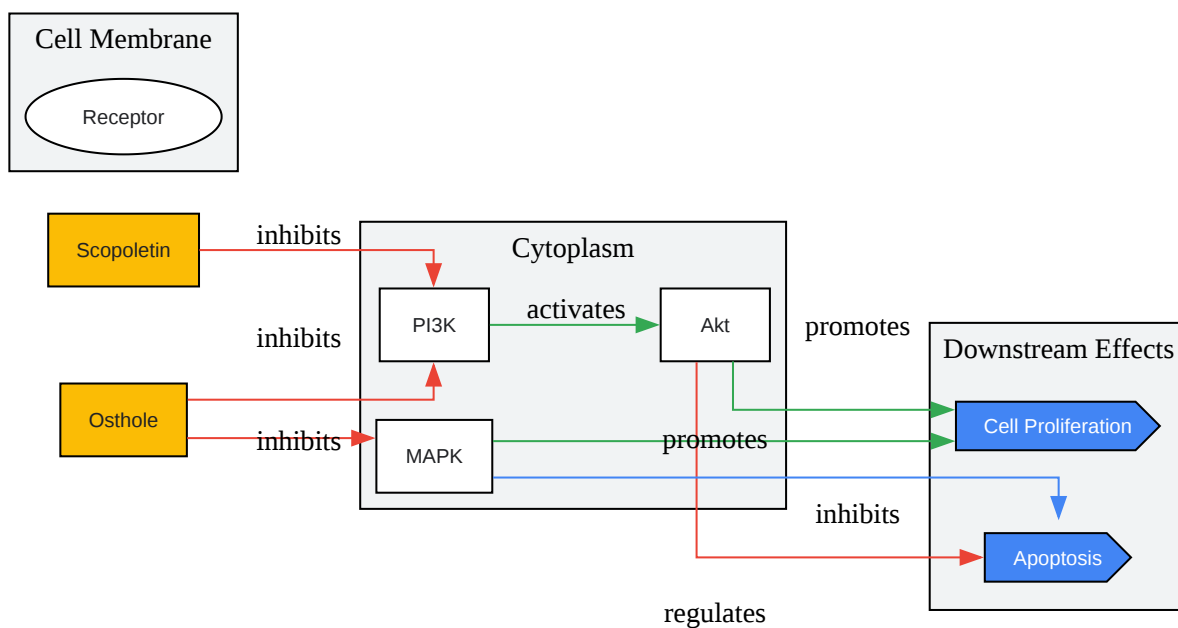 Cell Membrane
Receptor
Scopoletin
inhibits
Cytoplasm
PI3K
activates
Akt
promotes
inhibits
Downstream Effects
Osthole
inhibits
MAPK
promotes
Cell Proliferation
inhibits
Apoptosis
regulates